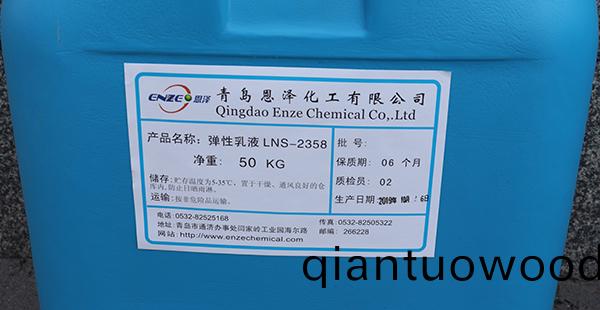 ENZE 恩泽
青岛恩泽化工有限公司
Qingdao Enze Chemical Co,.Ltd
产品名称: 弹性乳液 LNS-2358
净重: 50 KG
储存: 贮存温度为5-35℃, 置于干燥、通风良好的仓
库内,防止日晒雨淋。
运输: 按非危险品运输。
批 号:
保质期: 06 个月
质检员: 02
生产日期:
电话:0532-82525168
传真:0532-82505322
地址:青岛市通济办事处闫家岭工业园海尔路
邮编: 266228
网站:http://www.enzechemical.com
qiantuowood